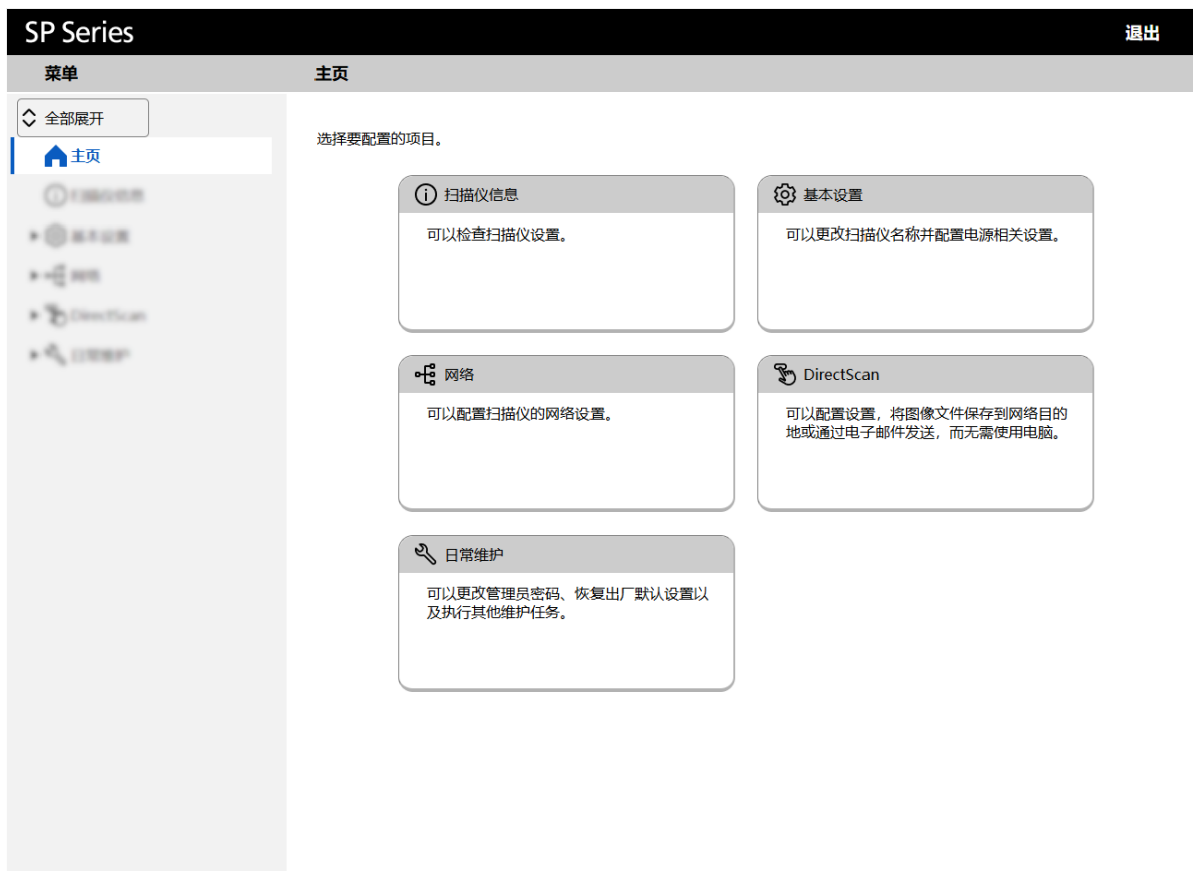 SP Series
退出
菜单
主页
全部展开
主页
DirectScan
选择要配置的项目。
扫描仪信息
可以检查扫描仪设置。
基本设置
可以更改扫描仪名称并配置电源相关设置。
网络
可以配置扫描仪的网络设置。
DirectScan
可以配置设置，将图像文件保存到网络目的
地或通过电子邮件发送，而无需使用电脑。
日常维护
可以更改管理员密码、恢复出厂默认设置以
及执行其他维护任务。